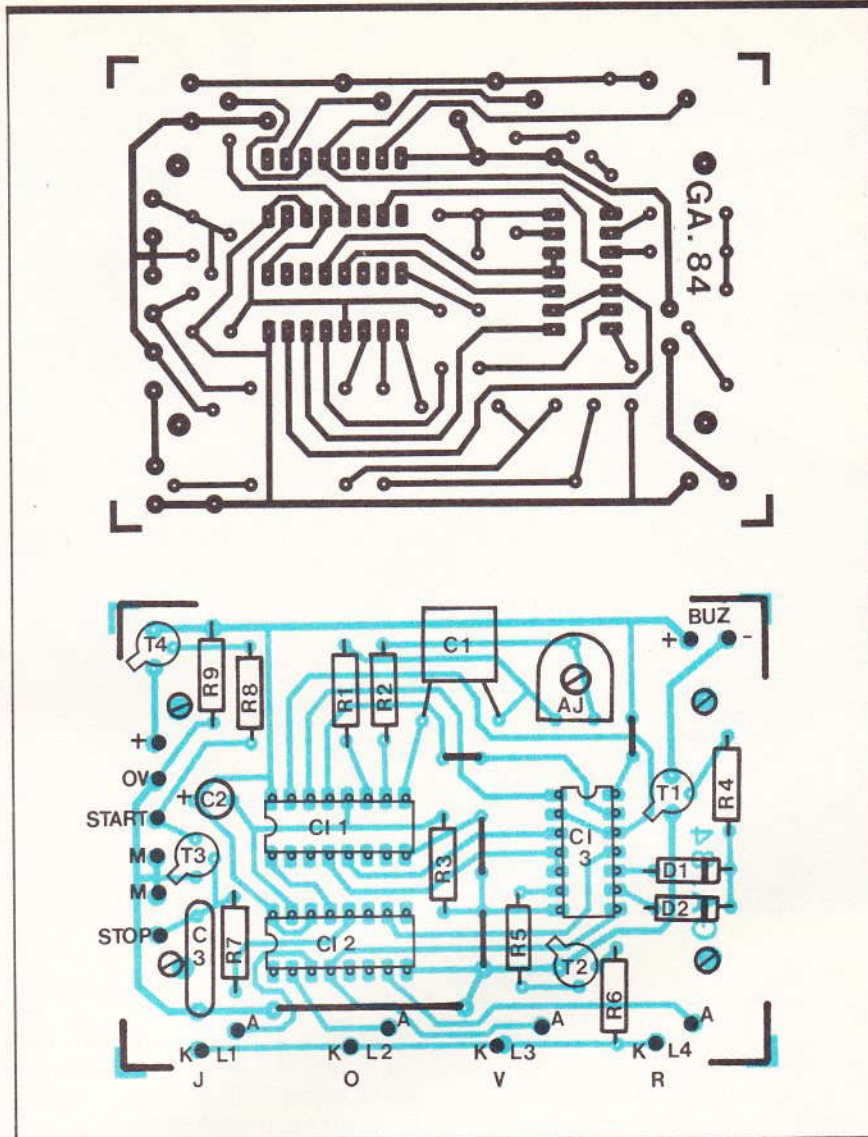 GA.84
BUZ
+ -
T4
R9
R8
R1
R2
C1
AJ
+
OV
START
M
M
STOP
+ C2
T3
C3
R7
CI 1
CI 2
R3
CI 3
R5
T1
R4
D1
D2
T2
R6
A A A A
K L1 K L2 K L3 K L4
J O V R